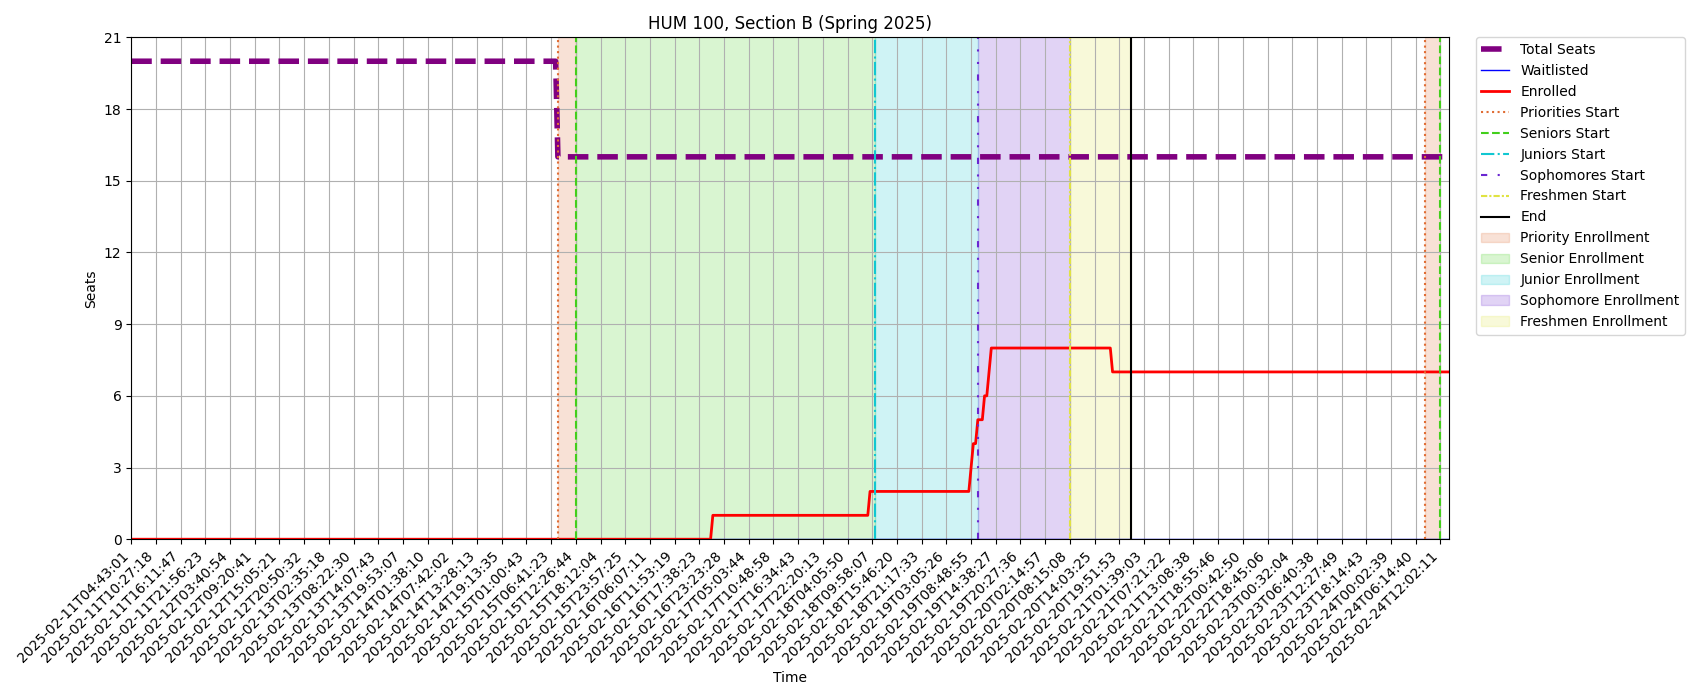 HUM 100, Section B (Spring 2025)
21
18
15
12
9
6
3
0
Seats
2025-02-11T04:43:01
2025-02-11T10:27:18
2025-02-11T16:11:47
2025-02-11T21:56:23
2025-02-12T03:40:54
2025-02-12T09:20:41
2025-02-12T15:05:21
2025-02-12T20:50:32
2025-02-13T02:35:18
2025-02-13T08:22:30
2025-02-13T14:07:43
2025-02-13T19:53:07
2025-02-14T01:38:10
2025-02-14T07:42:02
2025-02-14T13:28:13
2025-02-14T19:13:35
2025-02-15T01:00:43
2025-02-15T06:41:23
2025-02-15T12:26:44
2025-02-15T18:12:04
2025-02-15T23:57:25
2025-02-16T06:07:11
2025-02-16T11:53:19
2025-02-16T17:38:23
2025-02-16T23:23:28
2025-02-17T05:03:44
2025-02-17T10:48:58
2025-02-17T16:34:43
2025-02-17T22:20:13
2025-02-18T04:05:50
2025-02-18T09:58:07
2025-02-18T15:46:20
2025-02-18T21:17:33
2025-02-19T03:05:26
2025-02-19T08:48:55
2025-02-19T14:38:27
2025-02-19T20:27:36
2025-02-20T02:14:57
2025-02-20T08:15:08
2025-02-20T14:03:25
2025-02-20T19:51:53
2025-02-21T01:39:03
2025-02-21T07:21:22
2025-02-21T13:08:38
2025-02-21T18:55:46
2025-02-22T00:42:50
2025-02-22T18:45:06
2025-02-23T00:32:04
2025-02-23T06:40:38
2025-02-23T12:27:49
2025-02-23T18:14:43
2025-02-24T00:02:39
2025-02-24T06:14:40
2025-02-24T12:02:11
Time
Total Seats
Waitlisted
Enrolled
Priorities Start
Seniors Start
Juniors Start
Sophomores Start
Freshmen Start
End
Priority Enrollment
Senior Enrollment
Junior Enrollment
Sophomore Enrollment
Freshmen Enrollment